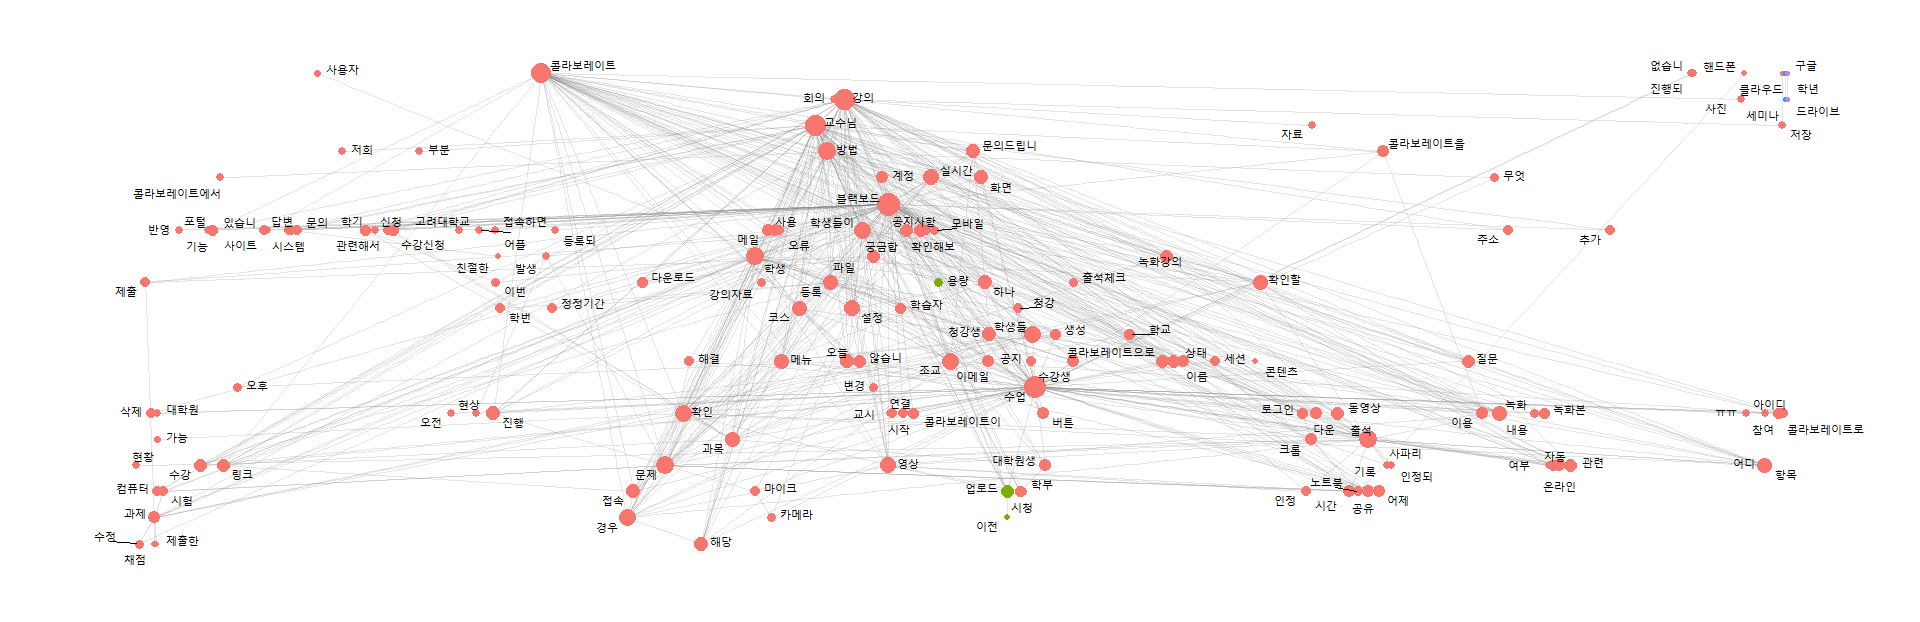 사용자
콜라보레이트
없습니
핸드폰
구글
진행되
클라우드
학년
회의
강의
사진
세미나
드라이브
교수님
자료
저장
저희
부분
방법
문의드립니
콜라보레이트을
콜라보레이트에서
계정
실시간
화면
무엇
블랙보드
반영
포털
있습니
답변
문의
학기
신청
고려대학교
접속하면
사용
학생들이
공지사항
모바일
기능
사이트
시스템
관련해서
수강신청
어플
등록되
메일
오류
궁금합
확인해보
주소
추가
친절한
발생
학생
파일
녹화강의
제출
이번
다운로드
강의자료
등록
용량
하나
출석체크
확인할
학번
정정기간
코스
설정
학습자
청강
청강생
학생들
생성
학교
해결
메뉴
오늘
않습니
조교
이메일
공지
콜라보레이트으로
상태
이름
세션
콘텐츠
질문
오후
변경
수강생
수업
삭제
대학원
오전
현상
진행
확인
교시
연결
시작
콜라보레이트이
버튼
로그인
다운
동영상
출석
이용
녹화
내용
녹화본
ㅠㅠ
아이디
참여
콜라보레이트로
가능
과목
크롬
현황
수강
링크
문제
영상
대학원생
기록
사파리
인정되
여부
자동
온라인
관련
어디
항목
컴퓨터
시험
접속
마이크
업로드
학부
시청
인정
노트북
시간
공유
어제
과제
경우
카메라
이전
수정
채점
제출한
해당